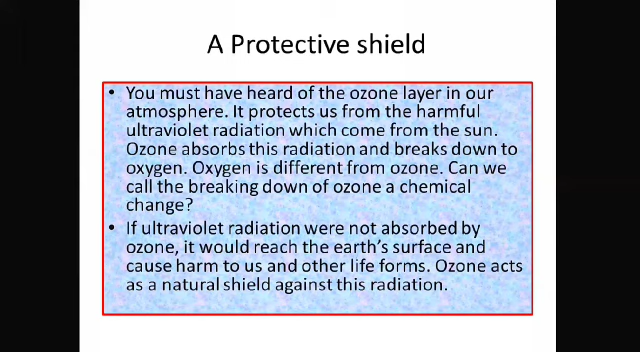 A Protective shield
• You must have heard of the ozone layer in our
atmosphere. It protects us from the harmful
ultraviolet radiation which come from the sun.
Ozone absorbs this radiation and breaks down to
oxygen. Oxygen is different from ozone. Can we
call the breaking down of ozone a chemical
change?
• If ultraviolet radiation were not absorbed by
ozone, it would reach the earth's surface and
cause harm to us and other life forms. Ozone acts
as a natural shield against this radiation.